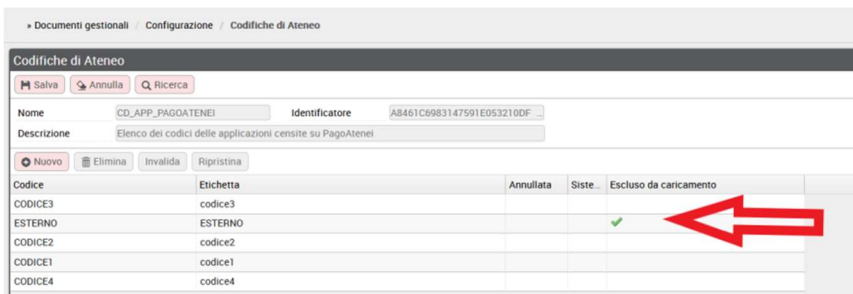 » Documenti gestionali / Configurazione / Codifiche di Ateneo
Codifiche di Ateneo
Salva Annulla Ricerca
Nome CD_APP_PAGOATENEI Identificatore A8461C6983147591E053210DF ...
Descrizione Elenco dei codici delle applicazioni censite su PagoAtenei
Nuovo Elimina Invalida Ripristina
Codice Etichetta Annullata Siste... Escluso da caricamento
CODICE3 codice3
ESTERNO ESTERNO
CODICE2 codice2
CODICE1 codice1
CODICE4 codice4